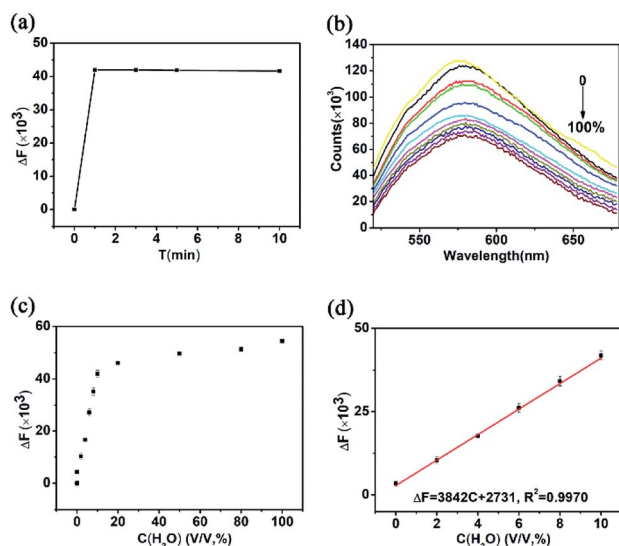 (a)
50
40
30
20
10
0
ΔF (×10³)
0 2 4 6 8 10
T(min)
(b)
140
120
100
80
60
40
20
0
Counts(×10³)
0
100%
550 600 650
Wavelength(nm)
(c)
60
40
20
0
ΔF (×10³)
0 20 40 60 80 100
C(H₂O) (V/V,%)
(d)
50
25
0
ΔF (×10³)
ΔF=3842C+2731, R²=0.9970
0 2 4 6 8 10
C(H₂O) (V/V,%)